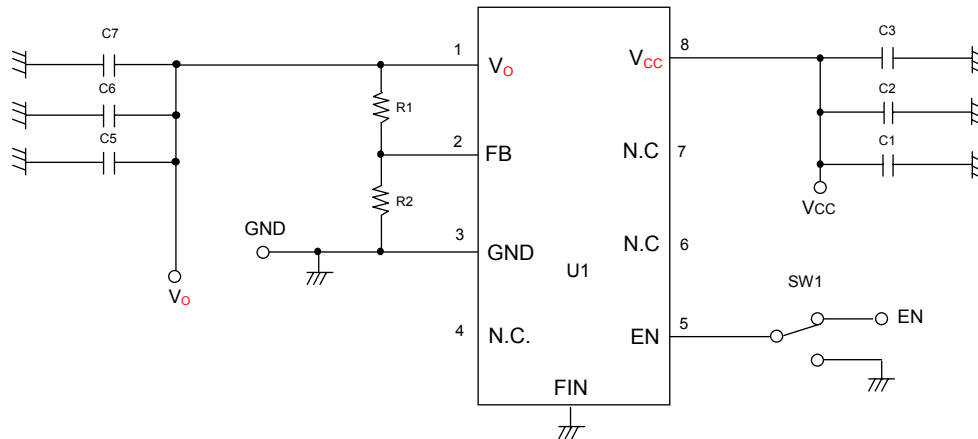 C7
C6
C5
1
VO
R1
2
FB
R2
GND
3
GND
VO
4
N.C.
U1
FIN
8
VCC
C3
C2
C1
VCC
N.C
7
N.C
6
SW1
5
EN
EN